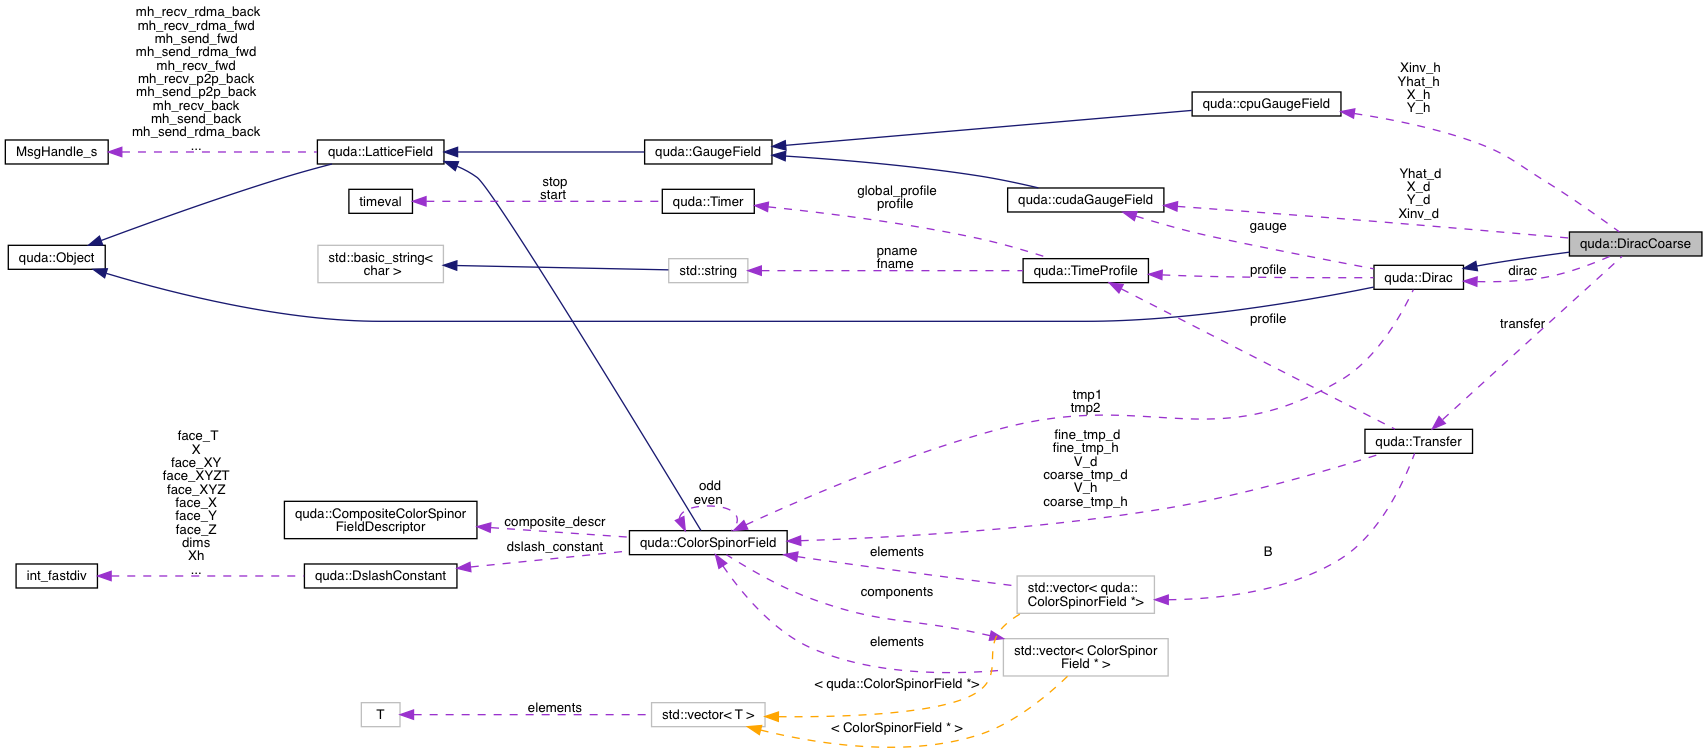 mh_recv_rdma_back
mh_recv_rdma_fwd
mh_send_fwd
mh_send_rdma_fwd
mh_recv_fwd
mh_recv_p2p_back
mh_send_p2p_back
mh_recv_back
mh_send_back
mh_send_rdma_back
...
MsgHandle_s
quda::LatticeField
quda::GaugeField
quda::cpuGaugeField
Xinv_h
Yhat_h
X_h
Y_h
timeval
stop
start
quda::Timer
global_profile
profile
quda::cudaGaugeField
Yhat_d
X_d
Y_d
Xinv_d
gauge
quda::DiracCoarse
quda::Object
std::basic_string<
char >
std::string
pname
fname
quda::TimeProfile
profile
quda::Dirac
dirac
profile
transfer
tmp1
tmp2
fine_tmp_d
fine_tmp_h
V_d
coarse_tmp_d
V_h
coarse_tmp_h
quda::Transfer
face_T
X
face_XY
face_XYZT
face_XYZ
face_X
face_Y
face_Z
dims
Xh
...
int_fastdiv
quda::CompositeColorSpinor
FieldDescriptor
composite_descr
dslash_constant
quda::DslashConstant
odd
even
quda::ColorSpinorField
elements
B
components
std::vector< quda::
ColorSpinorField *>
elements
std::vector< ColorSpinor
Field * >
< quda::ColorSpinorField *>
T
elements
std::vector< T >
< ColorSpinorField * >